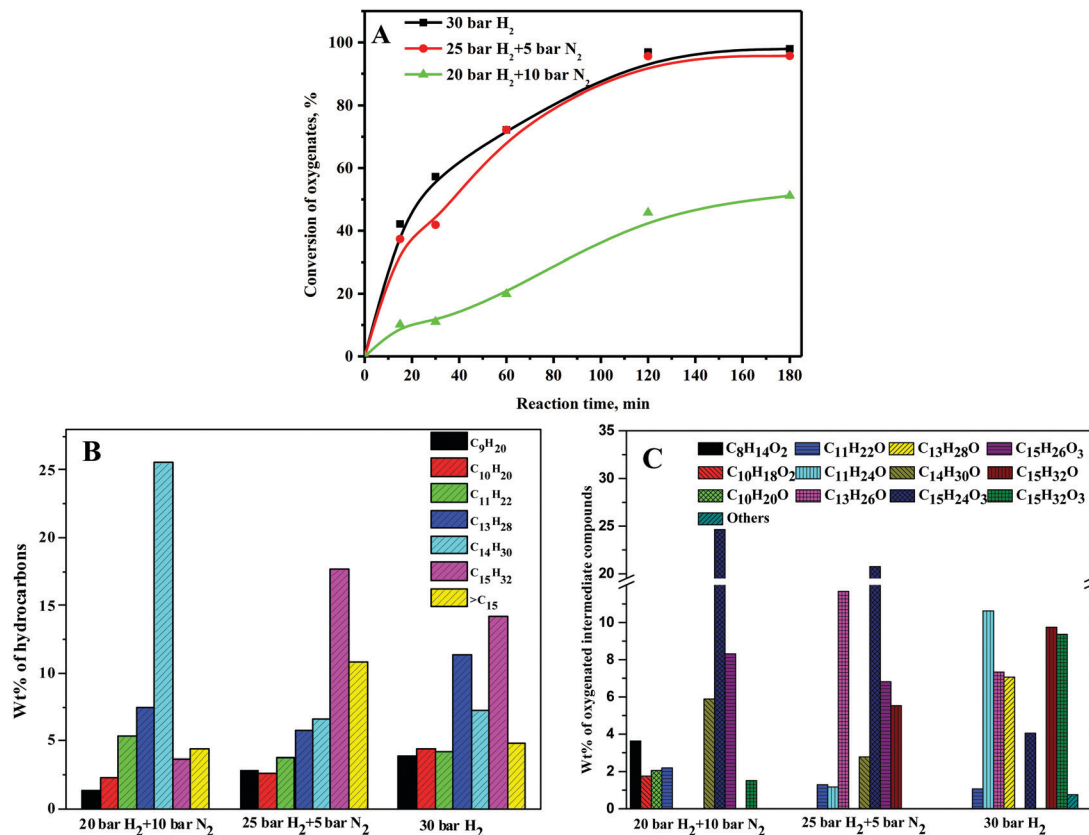 A
30 bar H2
25 bar H2+5 bar N2
20 bar H2+10 bar N2
Conversion of oxygenates, %
100
80
60
40
20
0
0 20 40 60 80 100 120 140 160 180
Reaction time, min
B
C9H20
C10H20
C11H22
C13H28
C14H30
C15H32
>C15
Wt% of hydrocarbons
25
20
15
10
5
0
20 bar H2+10 bar N2 25 bar H2+5 bar N2 30 bar H2
C
C8H14O2 C11H22O C13H28O C15H26O3
C10H18O2 C11H24O C14H30O C15H32O
C10H20O C13H26O C15H24O3 C15H32O3
Others
Wt% of oxygenated intermediate compounds
35
30
25
20
10
8
6
4
2
0
20 bar H2+10 bar N2 25 bar H2+5 bar N2 30 bar H2